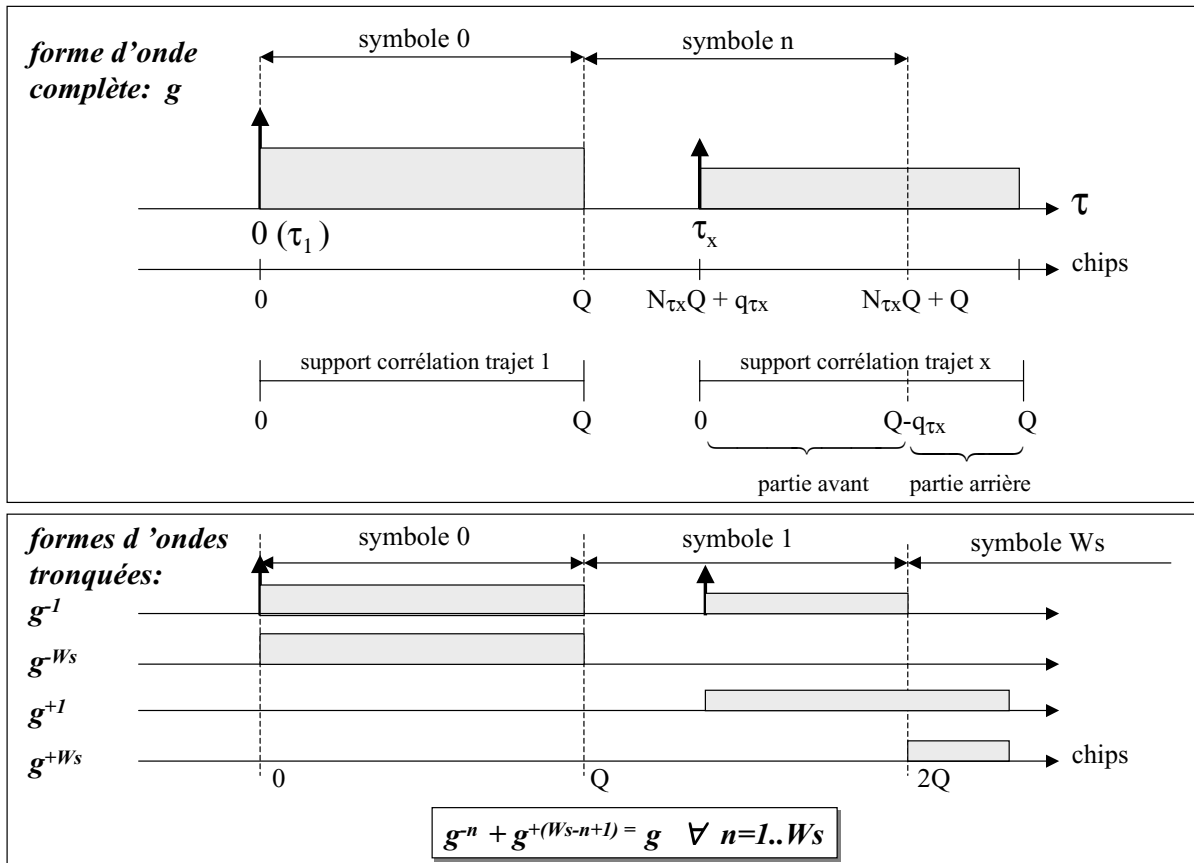 forme d'onde
complète: g
symbole 0
symbole n
0 (τ1)
τx
τ
chips
0
Q
NτxQ + qτx
NτxQ + Q
support corrélation trajet 1
support corrélation trajet x
0
Q
0
Q-qτx
Q
partie avant
partie arrière
formes d 'ondes
tronquées:
symbole 0
symbole 1
symbole Ws
g-1
g-Ws
g+1
g+Ws
chips
0
Q
2Q
g-n + g+(Ws-n+1) = g ∀ n=1..Ws